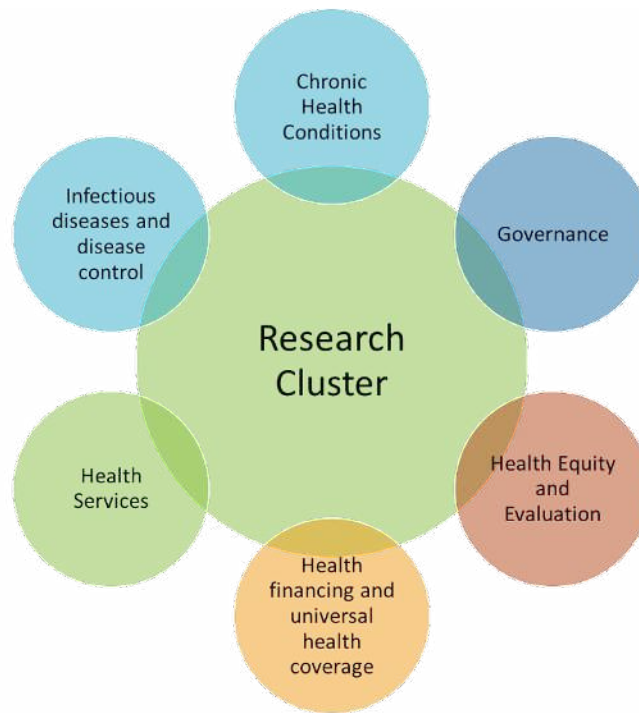 Chronic
Health
Conditions
Infectious
diseases and
disease
control
Governance
Research
Cluster
Health
Services
Health Equity
and
Evaluation
Health
financing and
universal
health
coverage